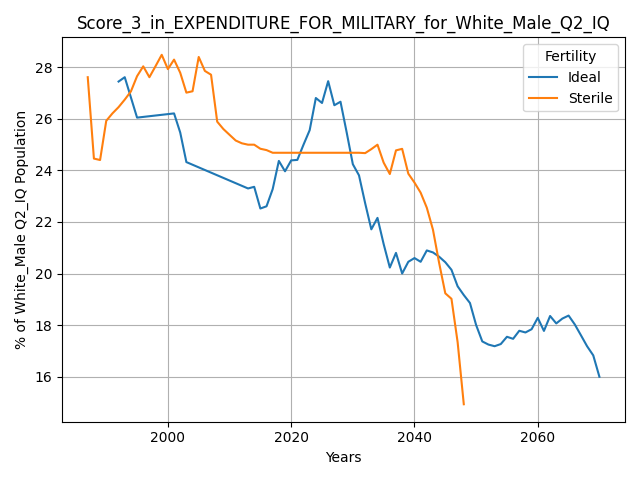 Score_3_in_EXPENDITURE_FOR_MILITARY_for_White_Male_Q2_IQ
% of White_Male Q2_IQ Population
28
26
24
22
20
18
16
Fertility
Ideal
Sterile
2000
2020
2040
2060
Years